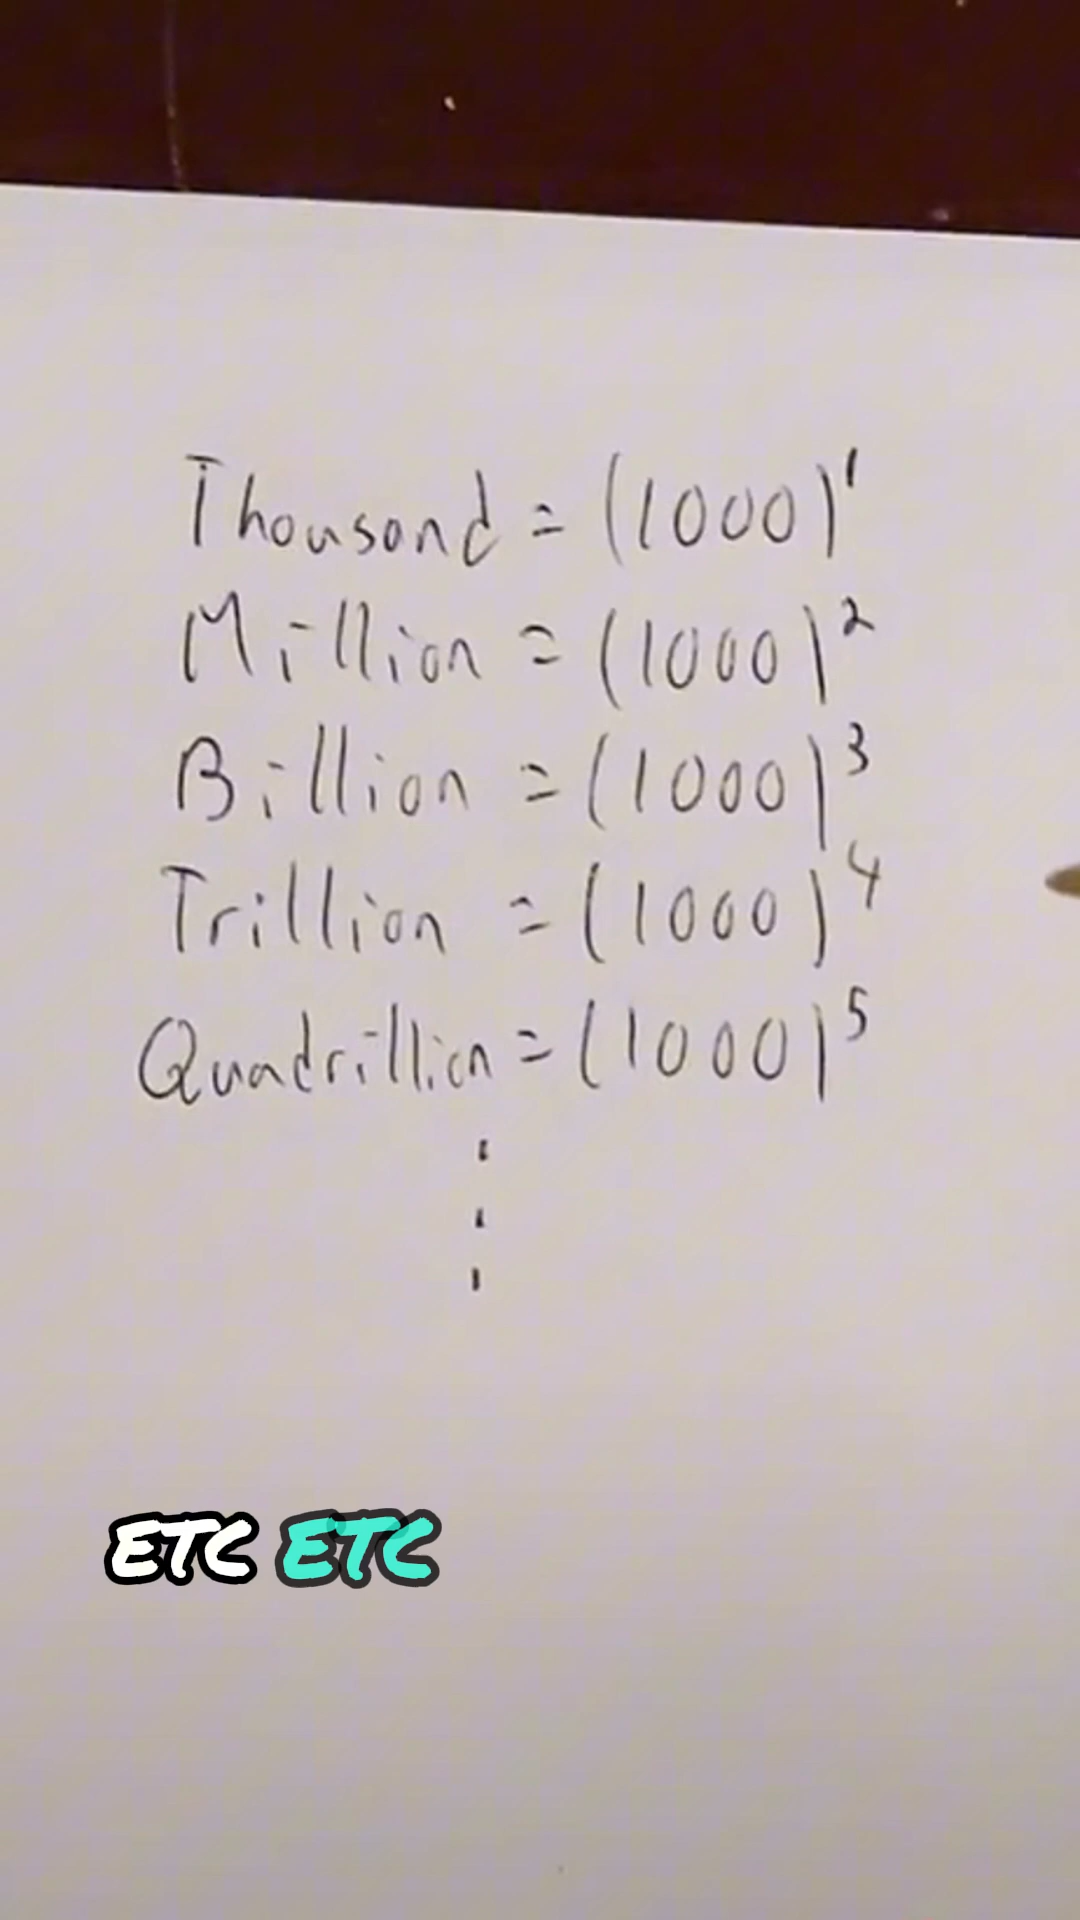 Thousand = (1000)¹
Million = (1000)²
Billion = (1000)³
Trillion = (1000)⁴
Quadrillion = (1000)⁵
ETC ETC